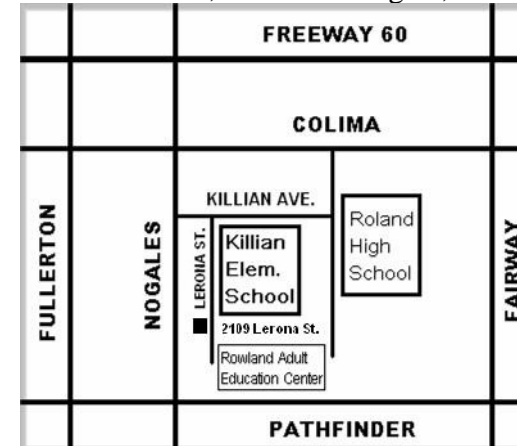 FREEWAY 60
COLIMA
KILLIAN AVE.
FULLERTON
NOGALES
LERONA ST.
Killian
Elem.
School
Roland
High
School
FAIRWAY
2109 Lerona St.
Rowland Adult
Education Center
PATHFINDER